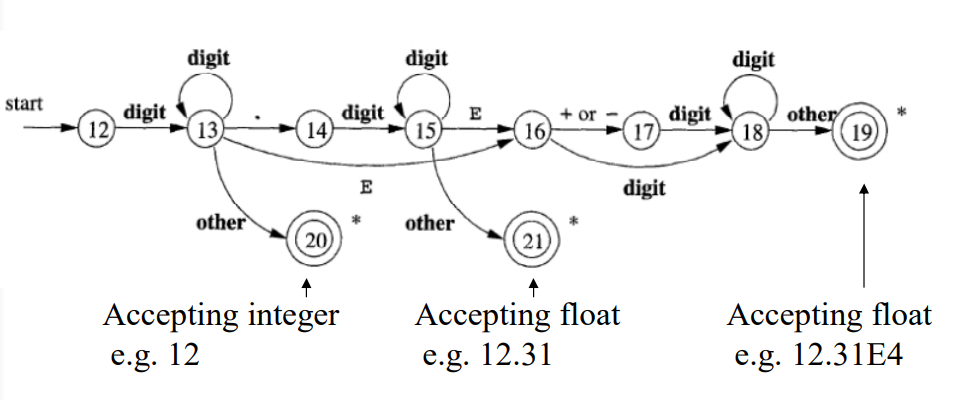 digit digit digit
start digit . digit E + or - digit other *
12 13 14 15 16 17 18 19
E digit
other * other *
20 21
Accepting integer Accepting float Accepting float
e.g. 12 e.g. 12.31 e.g. 12.31E4